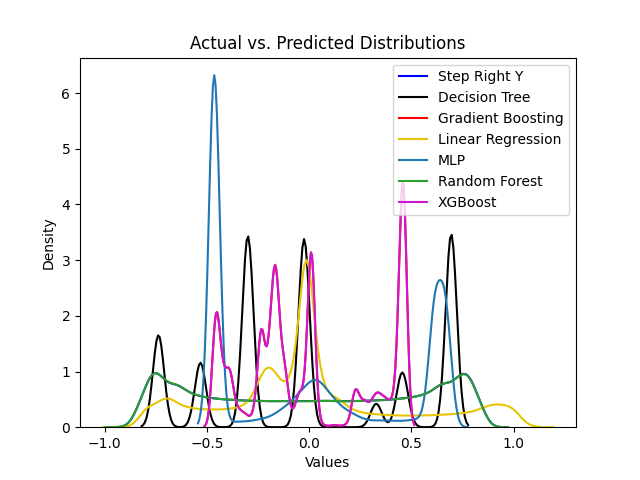 Actual vs. Predicted Distributions
Step Right Y
Decision Tree
Gradient Boosting
Linear Regression
MLP
Random Forest
XGBoost
Density
6
5
4
3
2
1
0
−1.0 −0.5 0.0 0.5 1.0
Values